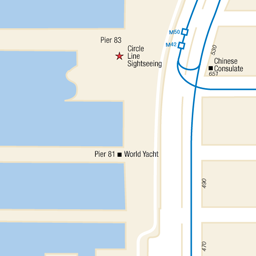 M50
Pier 83
M42
Circle
Line
Sightseeing
530
Chinese
Consulate
651
Pier 81
World Yacht
490
470